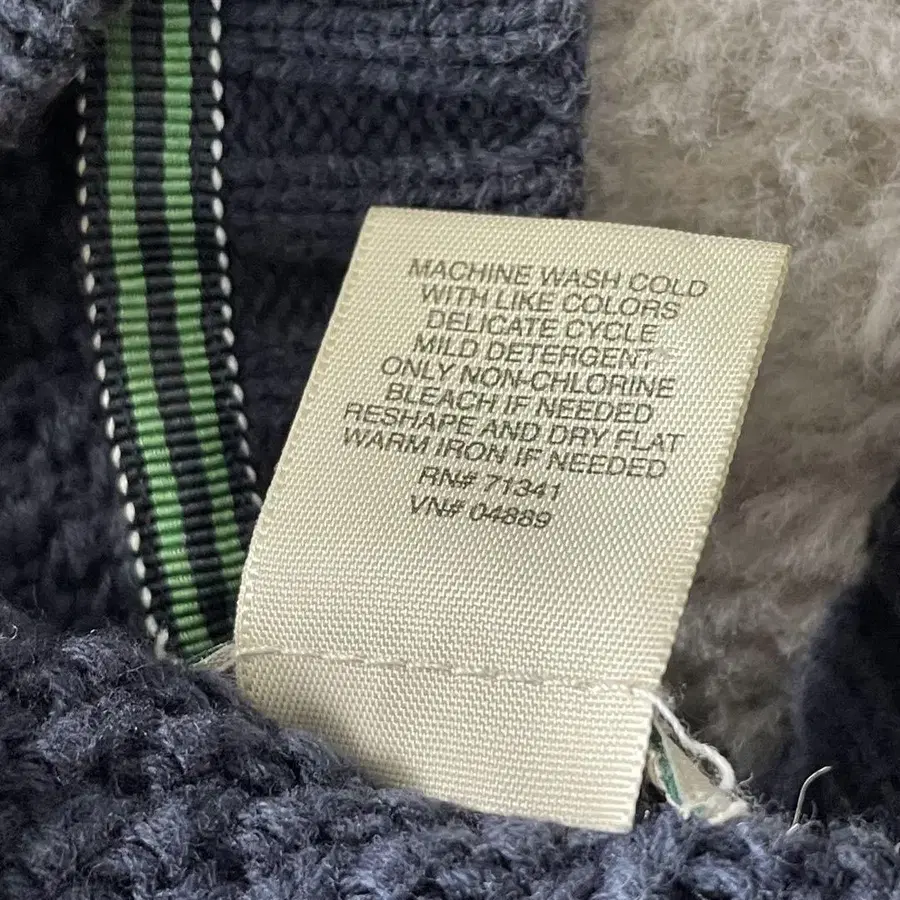 MACHINE WASH COLD
WITH LIKE COLORS
DELICATE CYCLE
MILD DETERGENT
ONLY NON-CHLORINE
BLEACH IF NEEDED
RESHAPE AND DRY FLAT
WARM IRON IF NEEDED
RN# 71341
VN# 04889